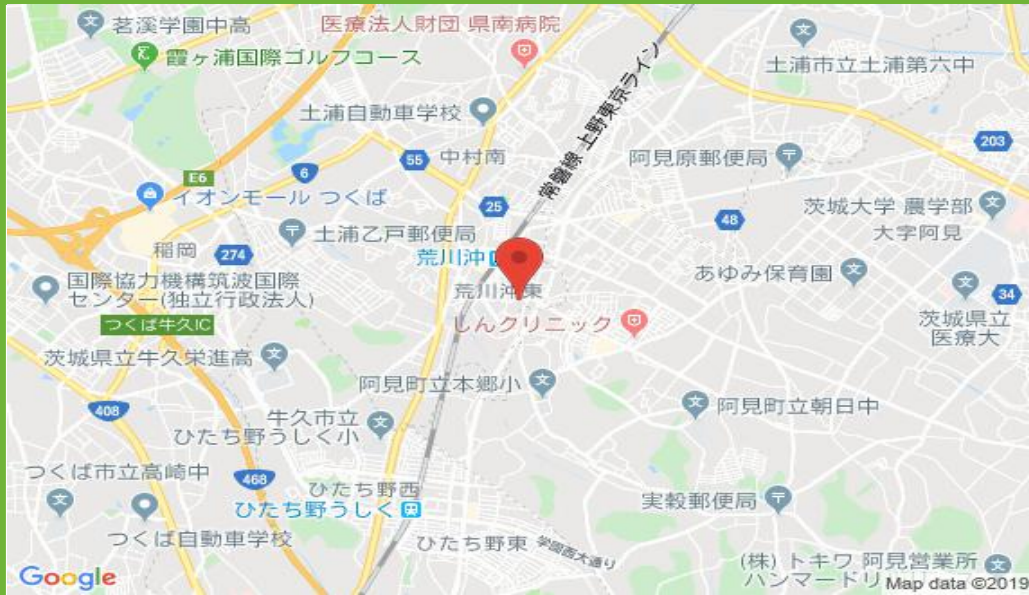 茗溪学園中高
医療法人財団 県南病院
霞ヶ浦国際ゴルフコース
土浦市立土浦第六中
土浦自動車学校
常磐線 上野東京ライン
55
中村南
阿見原郵便局
203
E6
6
イオンモール つくば
25
48
茨城大学 農学部
大字阿見
土浦乙戸郵便局
稲岡
274
荒川沖
あゆみ保育園
国際協力機構筑波国際
センター(独立行政法人)
荒川沖東
34
つくば牛久IC
しんクリニック
茨城県立
医療大
茨城県立牛久栄進高
阿見町立本郷小
408
牛久市立
ひたち野うしく小
阿見町立朝日中
つくば市立高崎中
468
ひたち野西
実穀郵便局
ひたち野うしく
つくば自動車学校
ひたち野東
学園西大通り
(株)トキワ 阿見営業所
ハンマードリ
Google
Map data ©2019